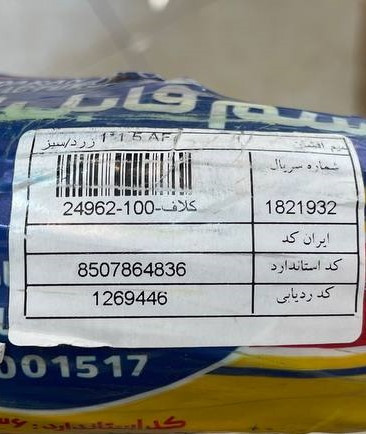 سیم و کابل
سیم افشان 1*1.5 AF زرد/سبز
شماره سریال
1821932
کلاف-100-24962
ایران کد
کد استاندارد 8507864836
کد ردیابی 1269446
001517
کد استاندارد: